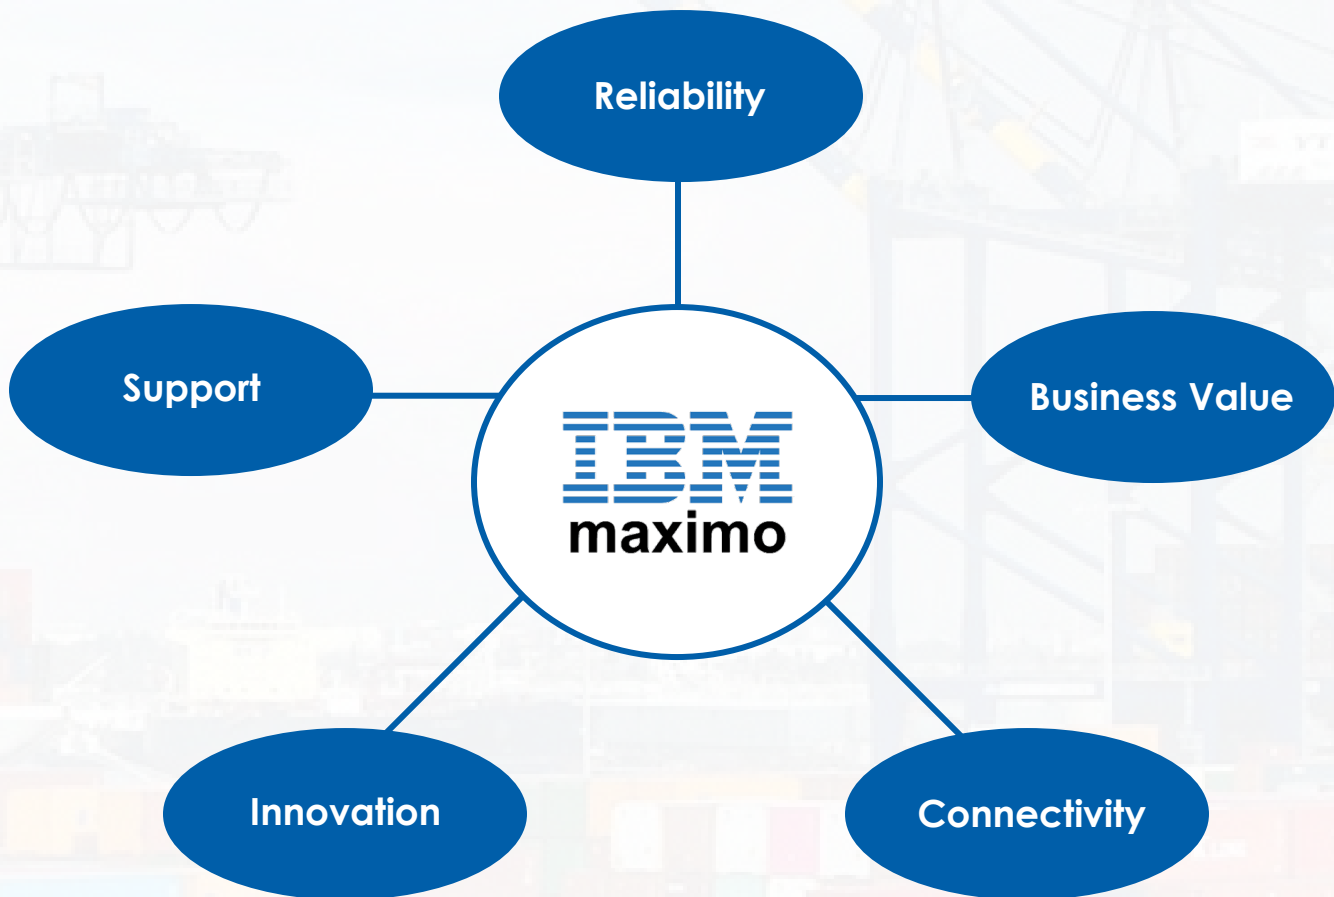 Reliability
Support
Business Value
IBM
maximo
Innovation
Connectivity